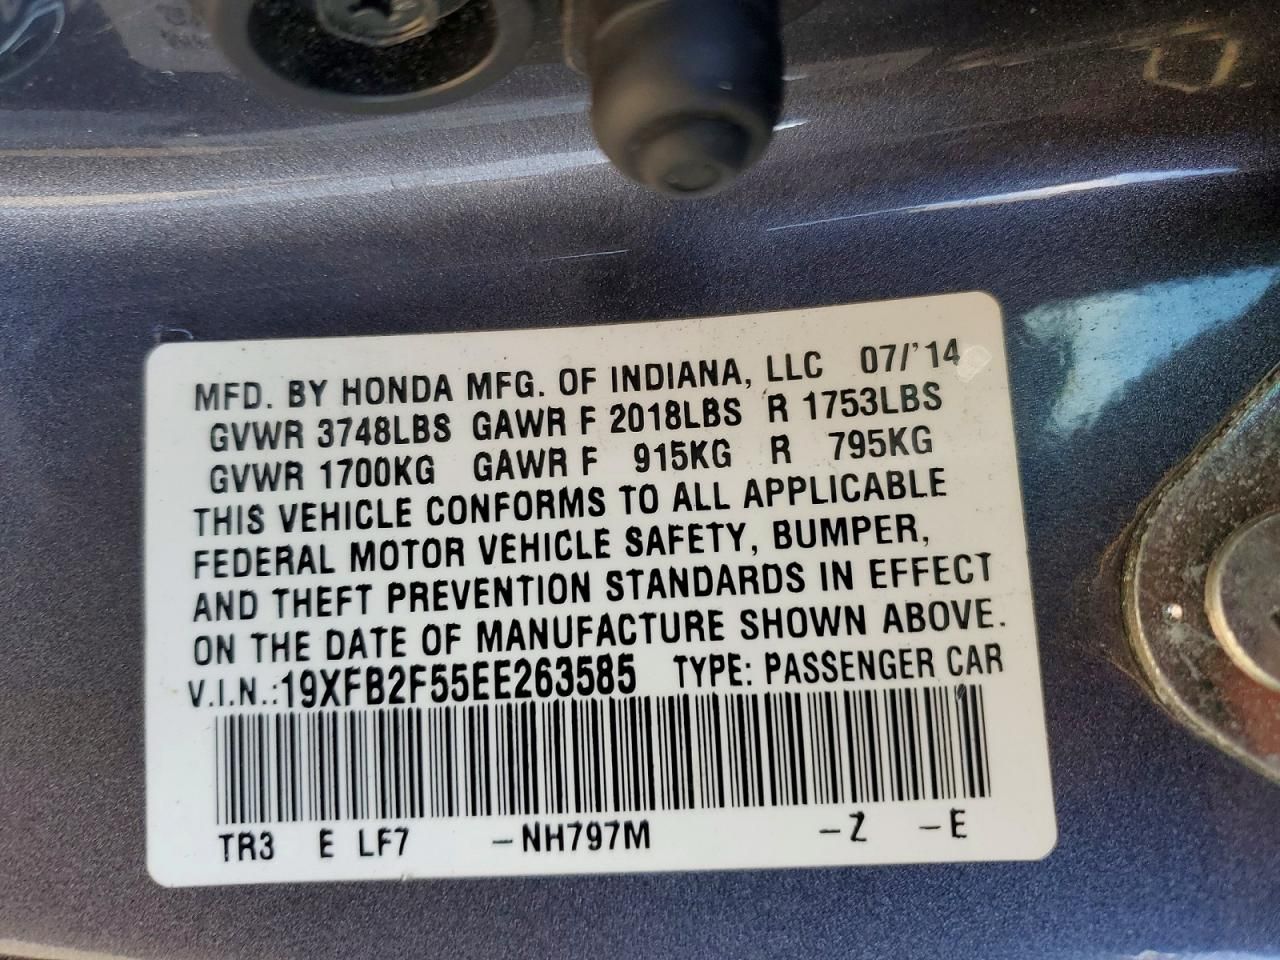 MFD. BY HONDA MFG. OF INDIANA, LLC 07/'14
GVWR 3748LBS GAWR F 2018LBS R 1753LBS
GVWR 1700KG GAWR F 915KG R 795KG
THIS VEHICLE CONFORMS TO ALL APPLICABLE
FEDERAL MOTOR VEHICLE SAFETY, BUMPER,
AND THEFT PREVENTION STANDARDS IN EFFECT
ON THE DATE OF MANUFACTURE SHOWN ABOVE.
V.I.N.:19XFB2F55EE263585 TYPE: PASSENGER CAR
TR3 E LF7 -NH797M -Z -E